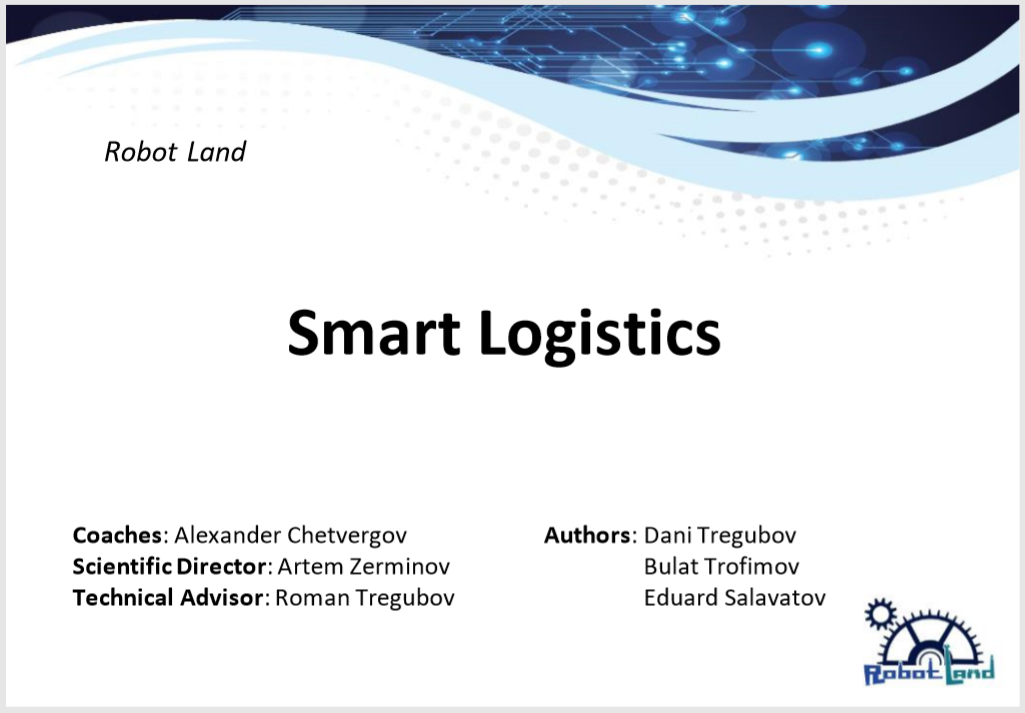 Robot Land
Smart Logistics
Coaches: Alexander Chetvergov
Scientific Director: Artem Zerminov
Technical Advisor: Roman Tregubov
Authors: Dani Tregubov
Bulat Trofimov
Eduard Salavatov
Robot Land